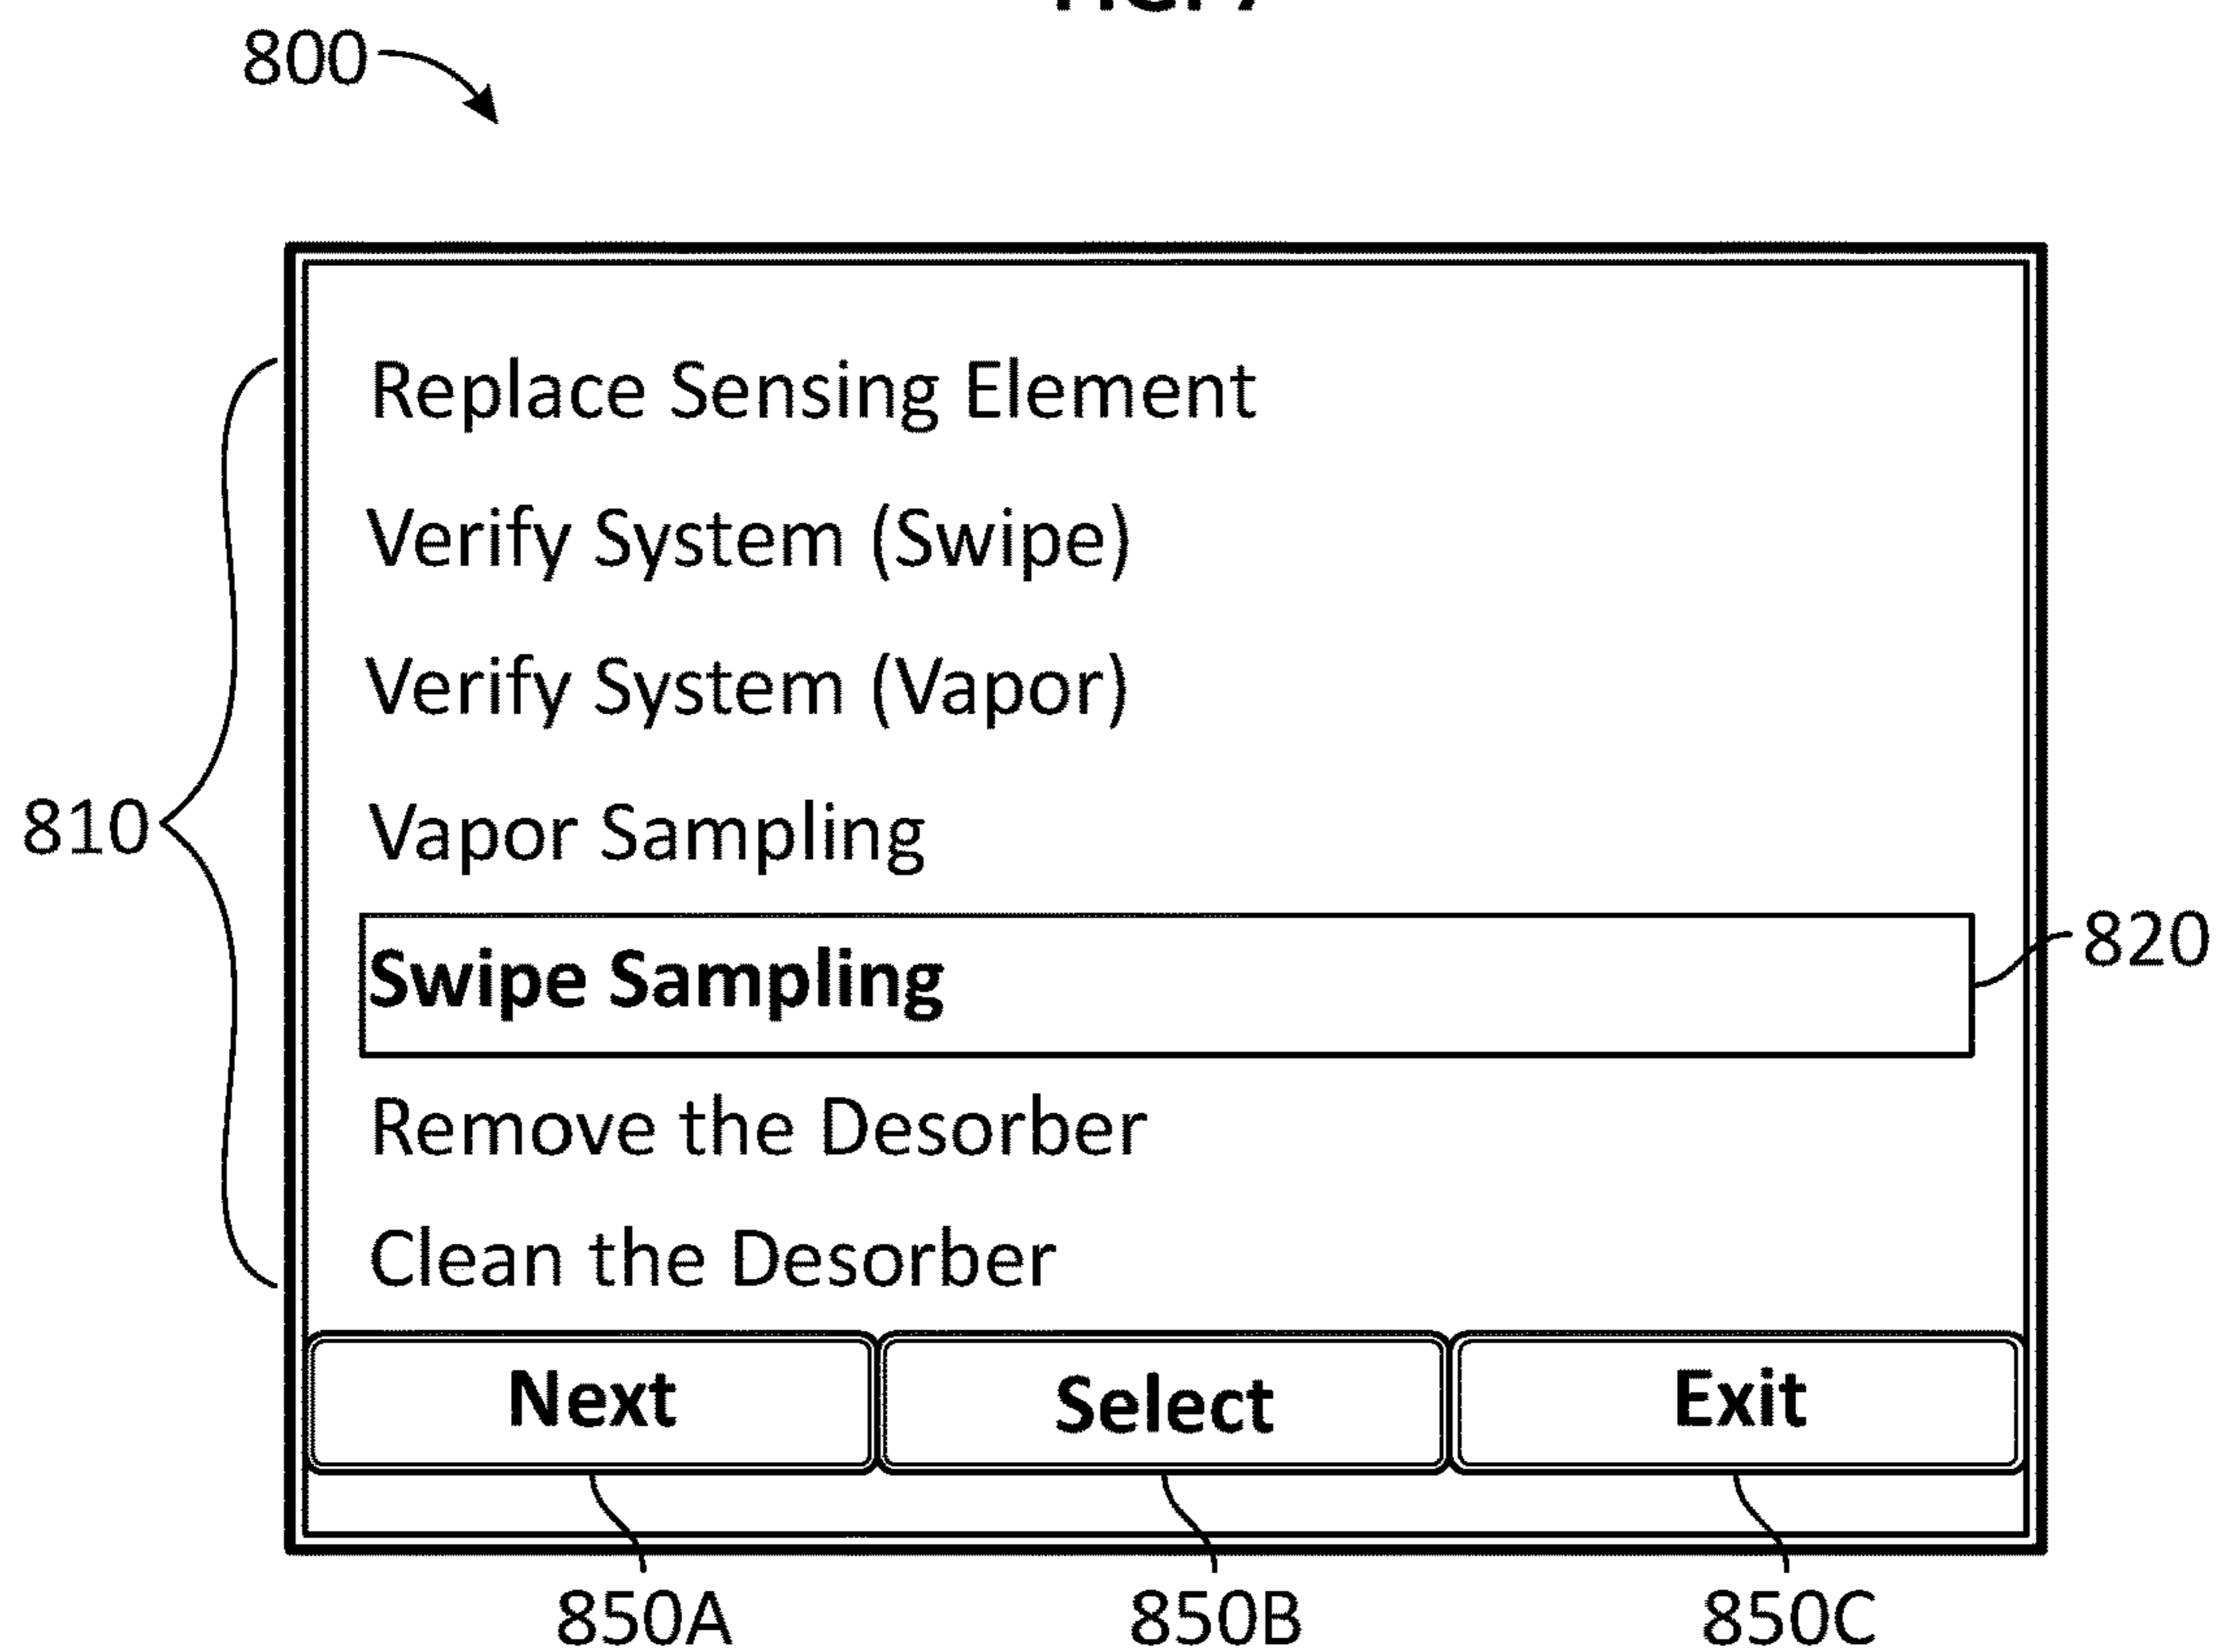 800
Replace Sensing Element
Verify System (Swipe)
Verify System (Vapor)
810
Vapor Sampling
Swipe Sampling
820
Remove the Desorber
Clean the Desorber
Next Select Exit
850A 850B 850C